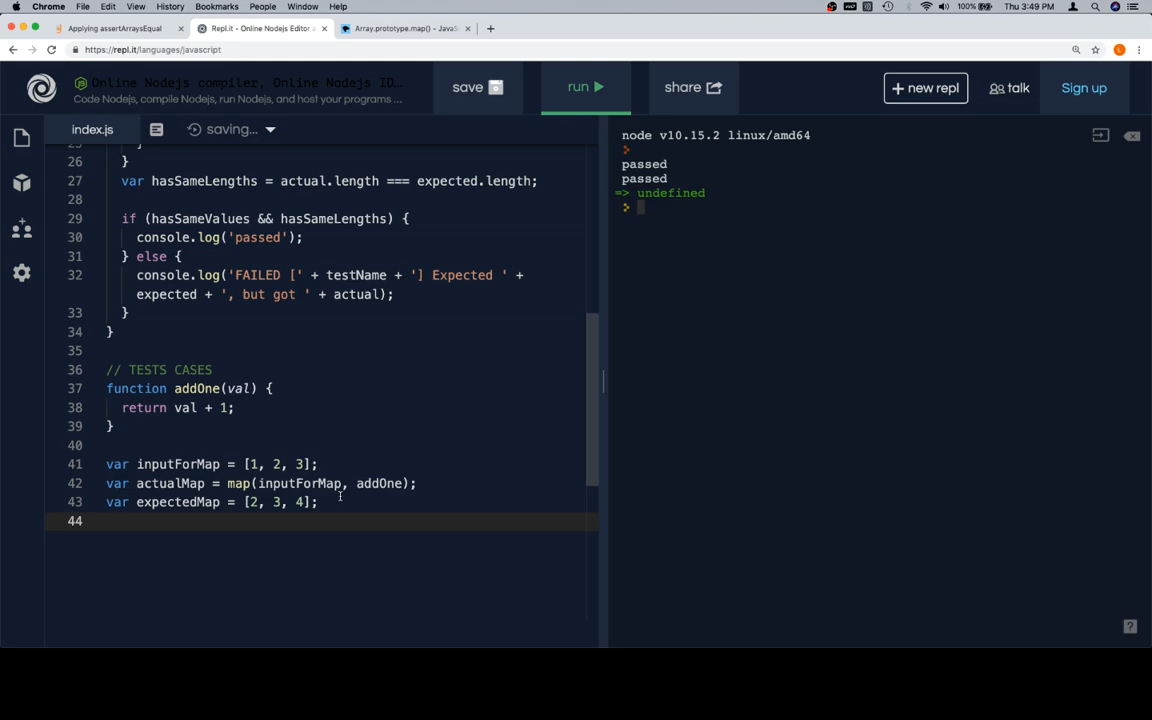 Chrome File Edit View History Bookmarks People Window Help 100% Thu 3:49 PM
Applying assertArraysEqual
Repl.it - Online Nodejs Editor
Array.prototype.map() - JavaS
https://repl.it/languages/javascript
Online Nodejs compiler, Online Nodejs ID...
Code Nodejs, compile Nodejs, run Nodejs, and host your programs ...
save run share + new repl talk Sign up
index.js saving...
25 }
26 }
27 var hasSameLengths = actual.length === expected.length;
28
29 if (hasSameValues && hasSameLengths) {
30 console.log('passed');
31 } else {
32 console.log('FAILED [' + testName + '] Expected ' +
expected + ', but got ' + actual);
33 }
34 }
35
36 // TESTS CASES
37 function addOne(val) {
38 return val + 1;
39 }
40
41 var inputForMap = [1, 2, 3];
42 var actualMap = map(inputForMap, addOne);
43 var expectedMap = [2, 3, 4];
44
node v10.15.2 linux/amd64
passed
passed
=> undefined